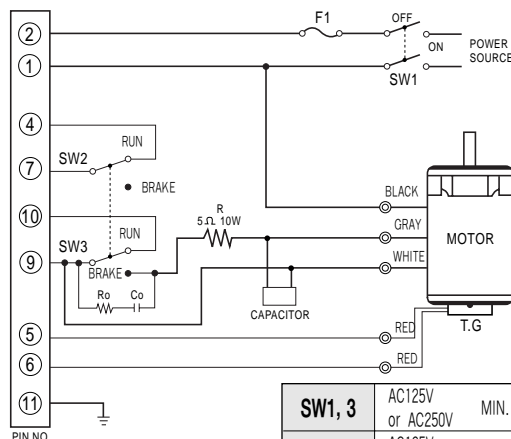 F1
OFF
ON
POWER
SOURCE
SW1
2
1
4
RUN
7
SW2
BRAKE
10
RUN
R
5Ω 10W
9
SW3
BRAKE
Ro
Co
CAPACITOR
BLACK
GRAY
WHITE
MOTOR
5
RED
T.G
6
RED
11
PIN NO
SW1, 3
AC125V
or AC250V
MIN.